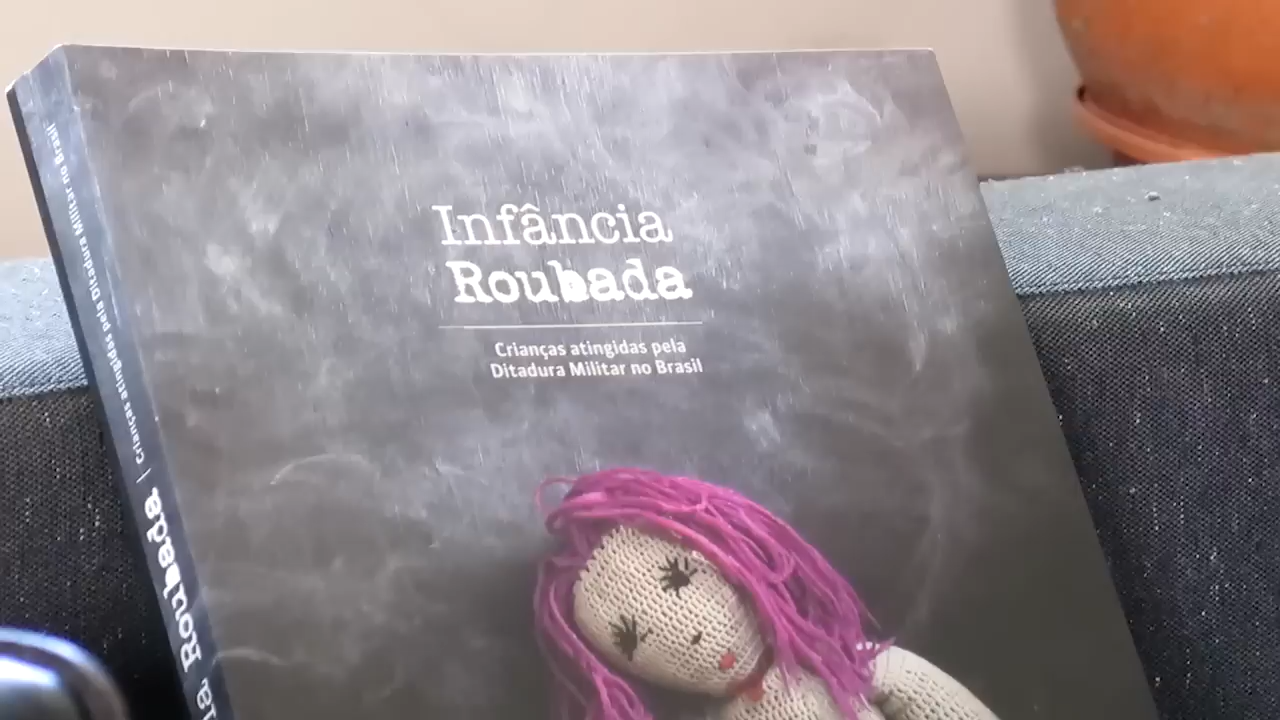 Infância
Roubada
Crianças atingidas pela
Ditadura Militar no Brasil
Roubada | Crianças atingidas pela Ditadura Militar no Brasil